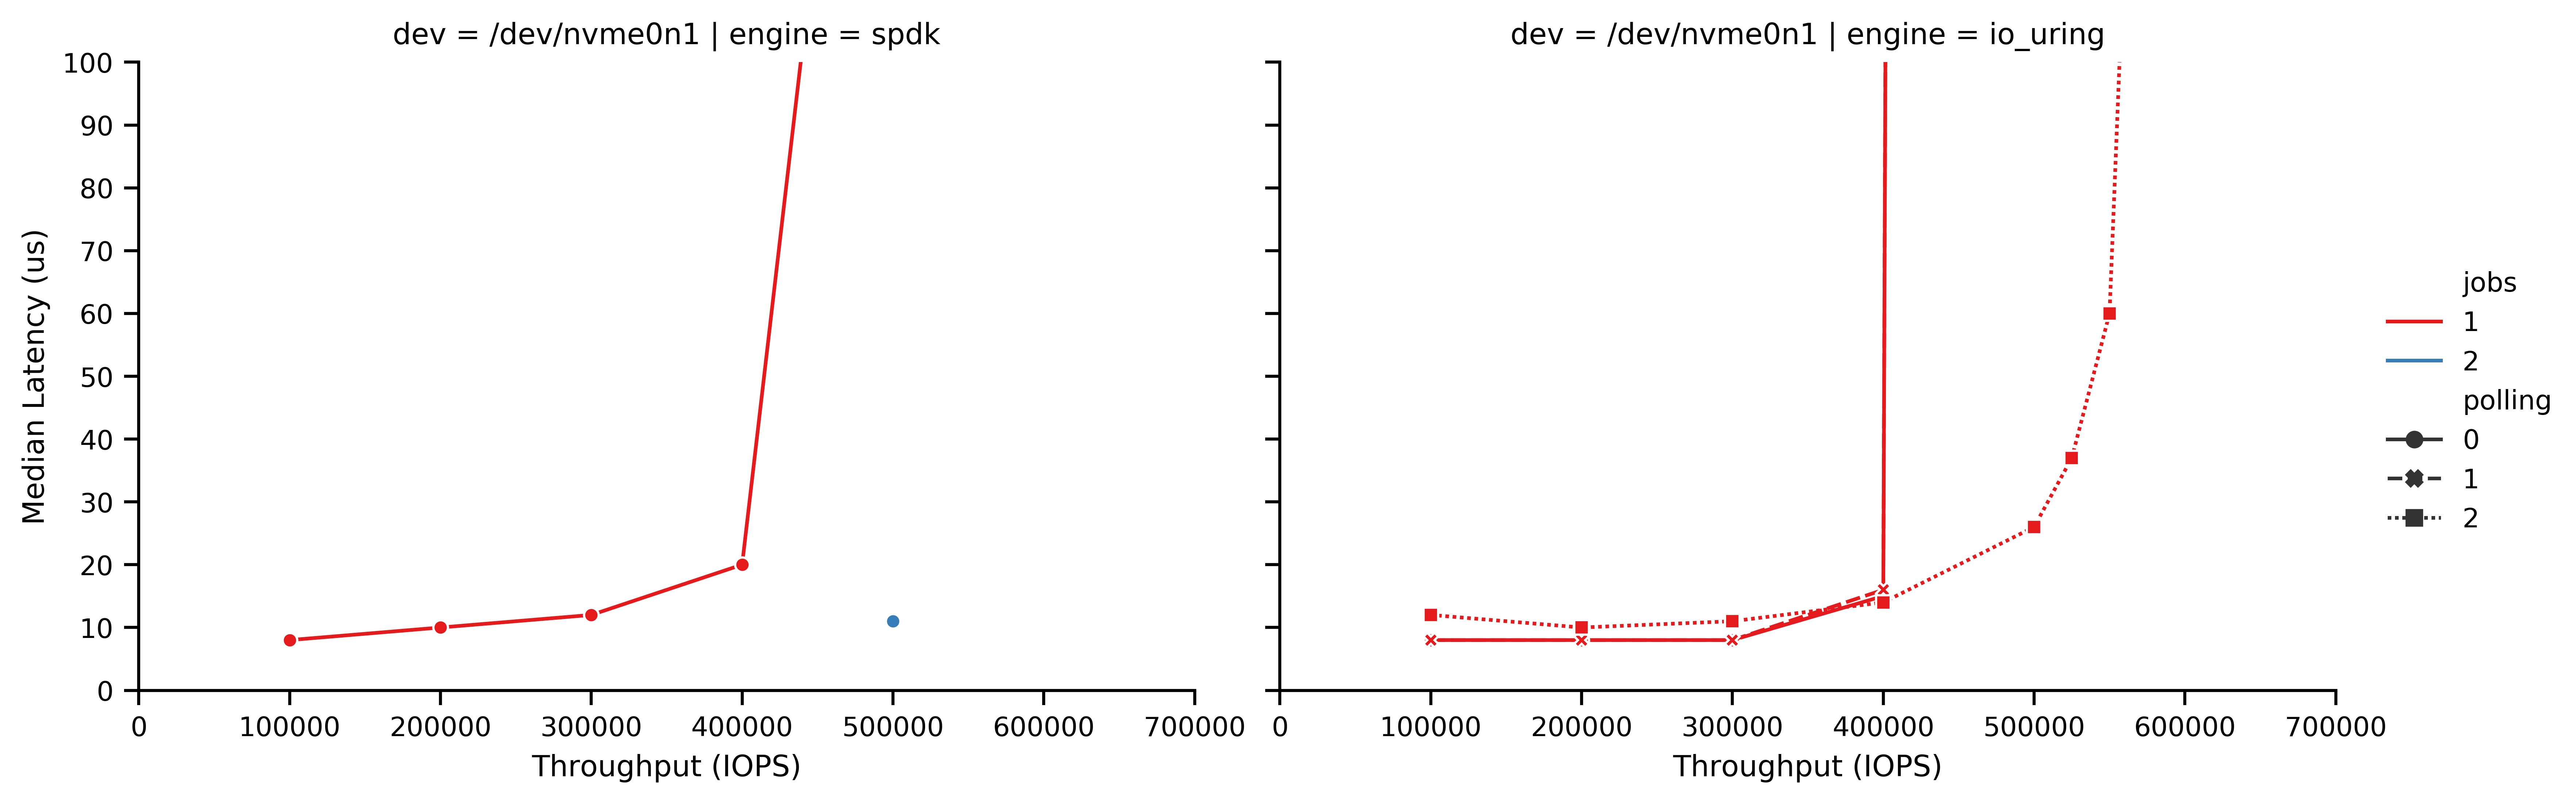 dev = /dev/nvme0n1 | engine = spdk
100
90
80
70
60
50
40
30
20
10
0
Median Latency (us)
0 100000 200000 300000 400000 500000 600000 700000
Throughput (IOPS)
dev = /dev/nvme0n1 | engine = io_uring
0 100000 200000 300000 400000 500000 600000 700000
Throughput (IOPS)
jobs
1
2
polling
0
1
2